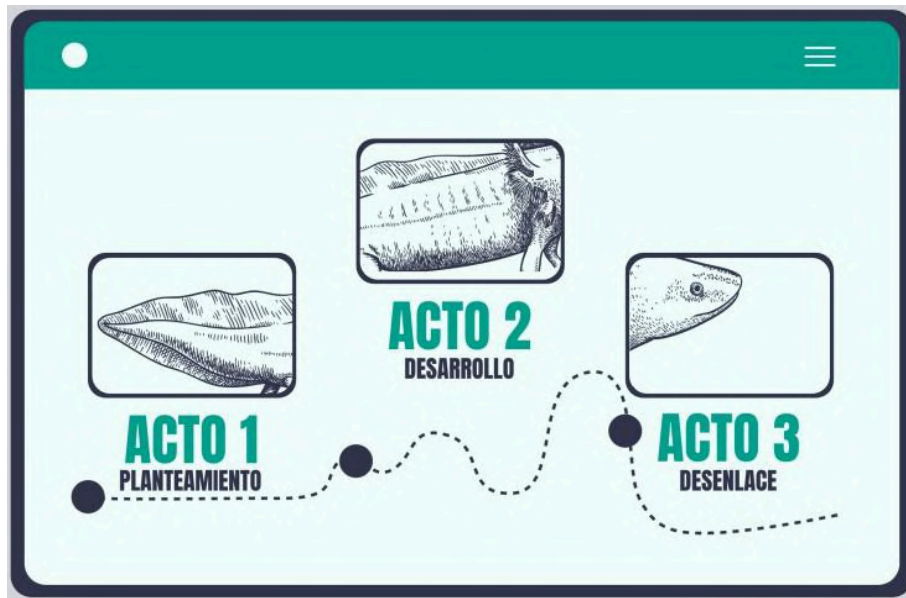 ACTO 1
PLANTEAMIENTO
ACTO 2
DESARROLLO
ACTO 3
DESENLACE